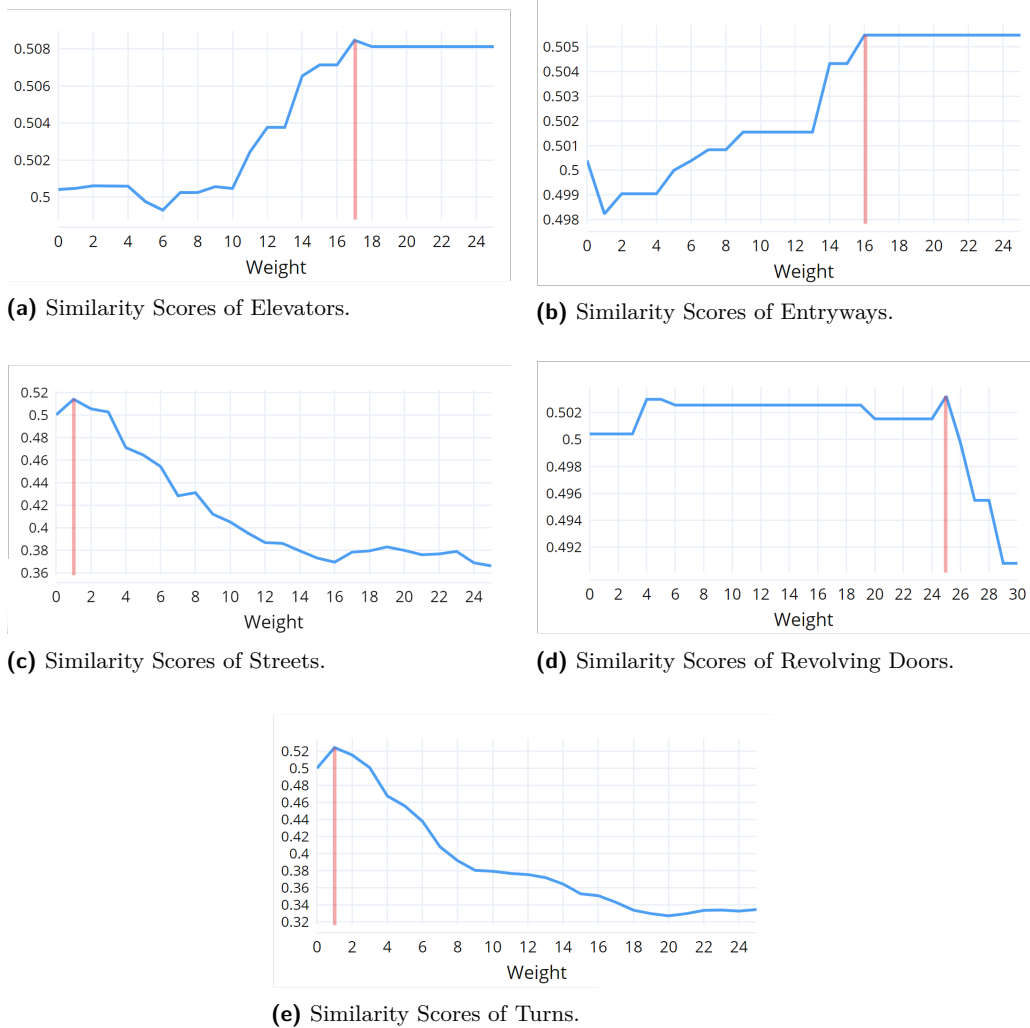 0.508
0.506
0.504
0.502
0.5
0 2 4 6 8 10 12 14 16 18 20 22 24
Weight
(a) Similarity Scores of Elevators.
0.505
0.504
0.503
0.502
0.501
0.5
0.499
0.498
0 2 4 6 8 10 12 14 16 18 20 22 24
Weight
(b) Similarity Scores of Entryways.
0.52
0.5
0.48
0.46
0.44
0.42
0.4
0.38
0.36
0 2 4 6 8 10 12 14 16 18 20 22 24
Weight
(c) Similarity Scores of Streets.
0.502
0.5
0.498
0.496
0.494
0.492
0 2 4 6 8 10 12 14 16 18 20 22 24 26 28 30
Weight
(d) Similarity Scores of Revolving Doors.
0.52
0.5
0.48
0.46
0.44
0.42
0.4
0.38
0.36
0.34
0.32
0 2 4 6 8 10 12 14 16 18 20 22 24
Weight
(e) Similarity Scores of Turns.